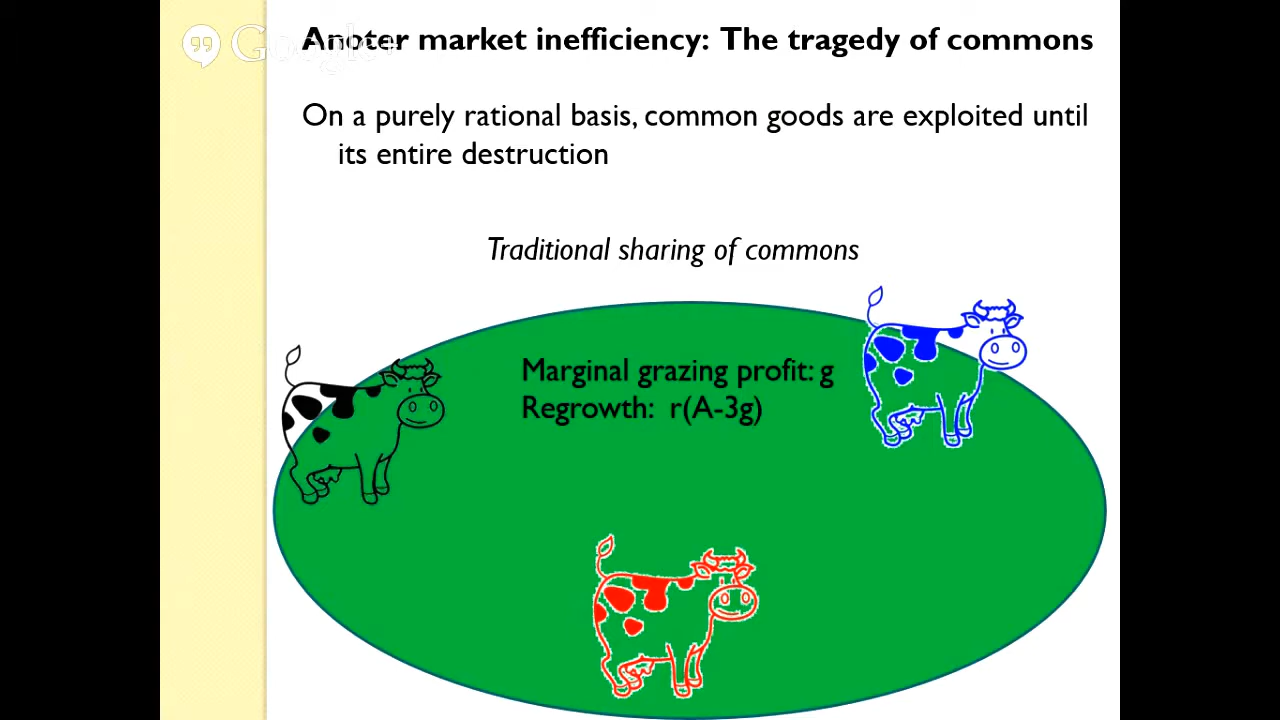 Google+
Anoter market inefficiency: The tragedy of commons
On a purely rational basis, common goods are exploited until
its entire destruction
Traditional sharing of commons
Marginal grazing profit: g
Regrowth: r(A-3g)